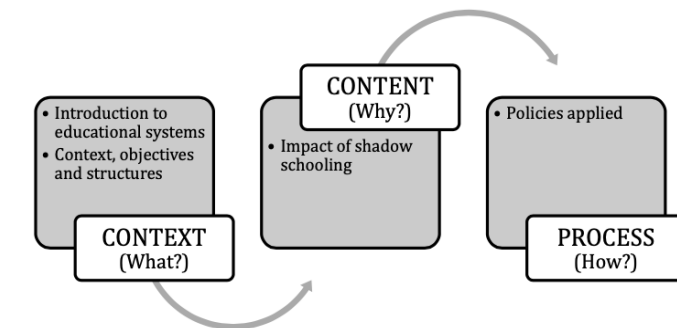 • Introduction to
educational systems
• Context, objectives
and structures
CONTEXT
(What?)
CONTENT
(Why?)
• Impact of shadow
schooling
• Policies applied
PROCESS
(How?)